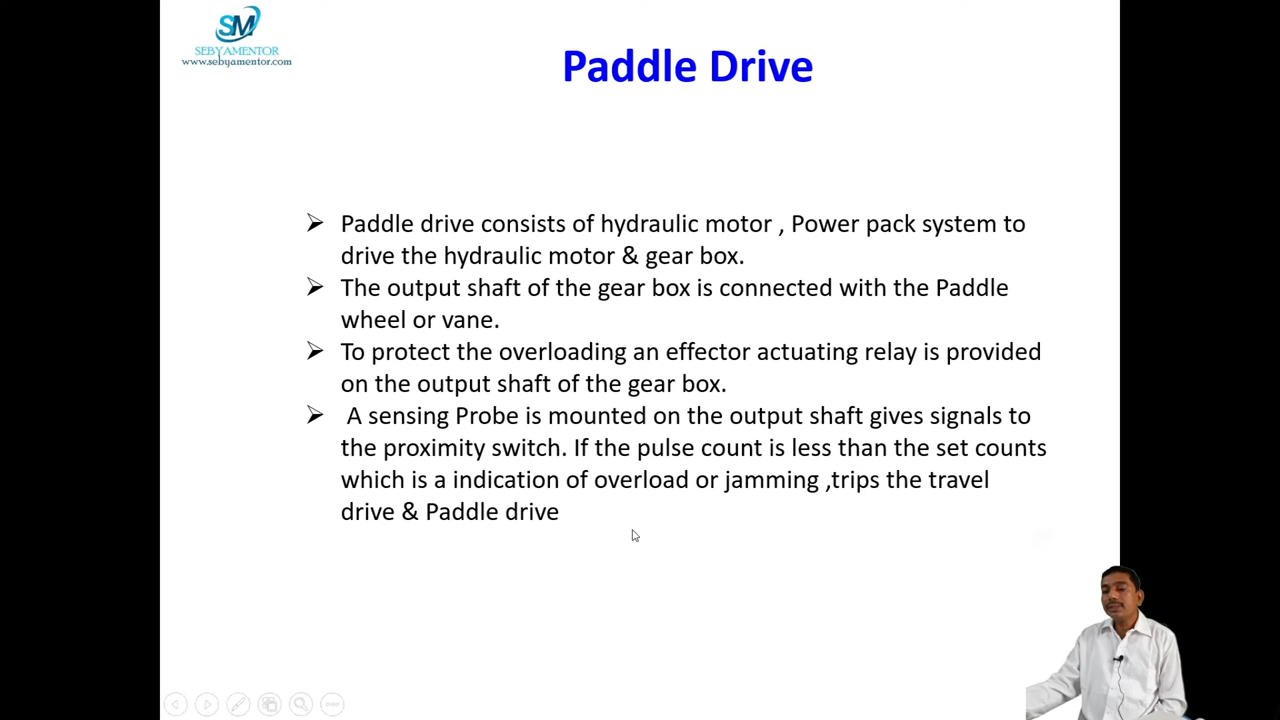 SM
SEBYAMENTOR
www.sebyamentor.com
Paddle Drive
➢ Paddle drive consists of hydraulic motor , Power pack system to
drive the hydraulic motor & gear box.
➢ The output shaft of the gear box is connected with the Paddle
wheel or vane.
➢ To protect the overloading an effector actuating relay is provided
on the output shaft of the gear box.
➢ A sensing Probe is mounted on the output shaft gives signals to
the proximity switch. If the pulse count is less than the set counts
which is a indication of overload or jamming ,trips the travel
drive & Paddle drive